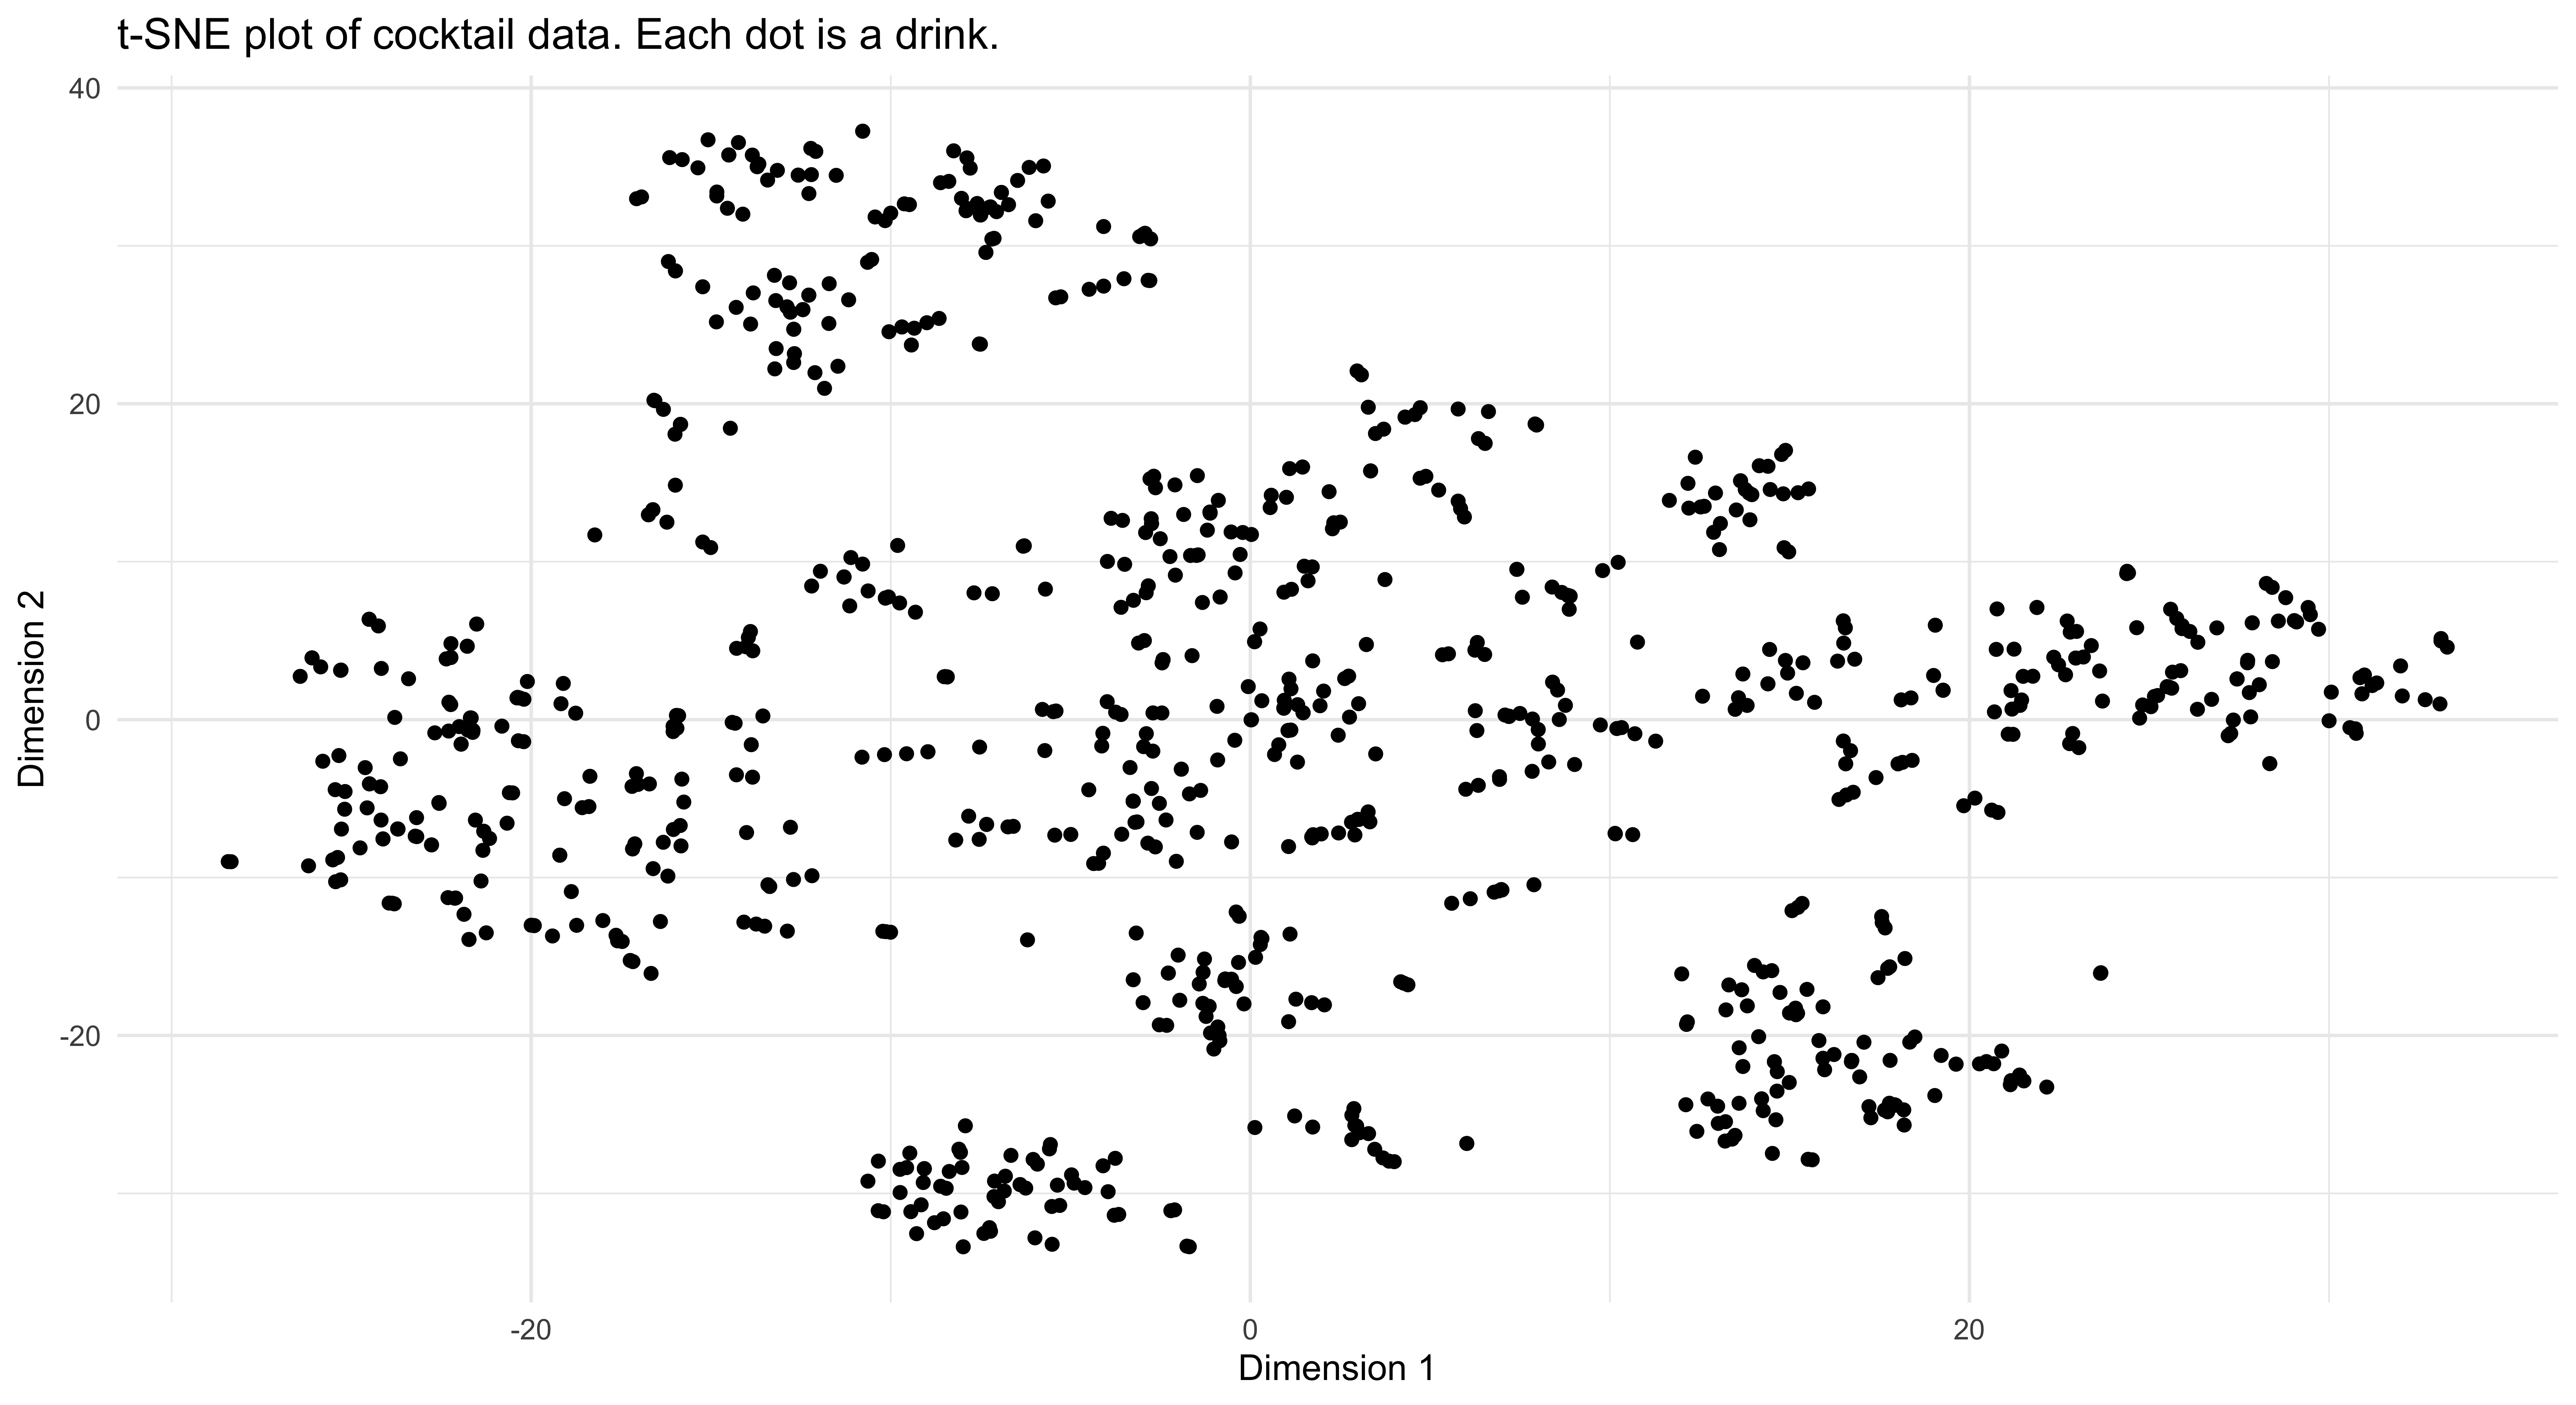 t-SNE plot of cocktail data. Each dot is a drink.
40
20
0
-20
Dimension 2
-20
0
20
Dimension 1